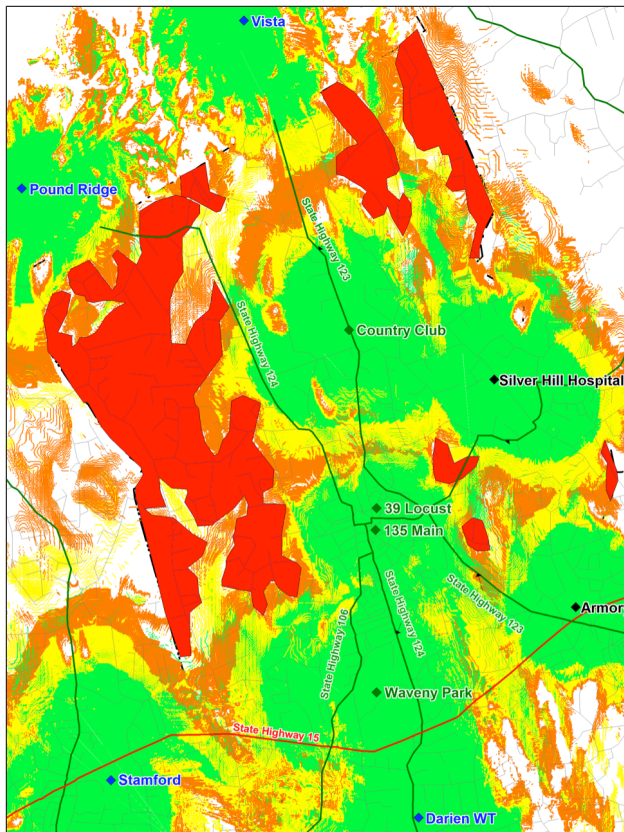 Vista
Pound Ridge
State Highway 123
Country Club
State Highway 124
Silver Hill Hospital
39 Locust
135 Main
State Highway 123
Armor
State Highway 106
State Highway 124
Waveny Park
State Highway 15
Stamford
Darien WT